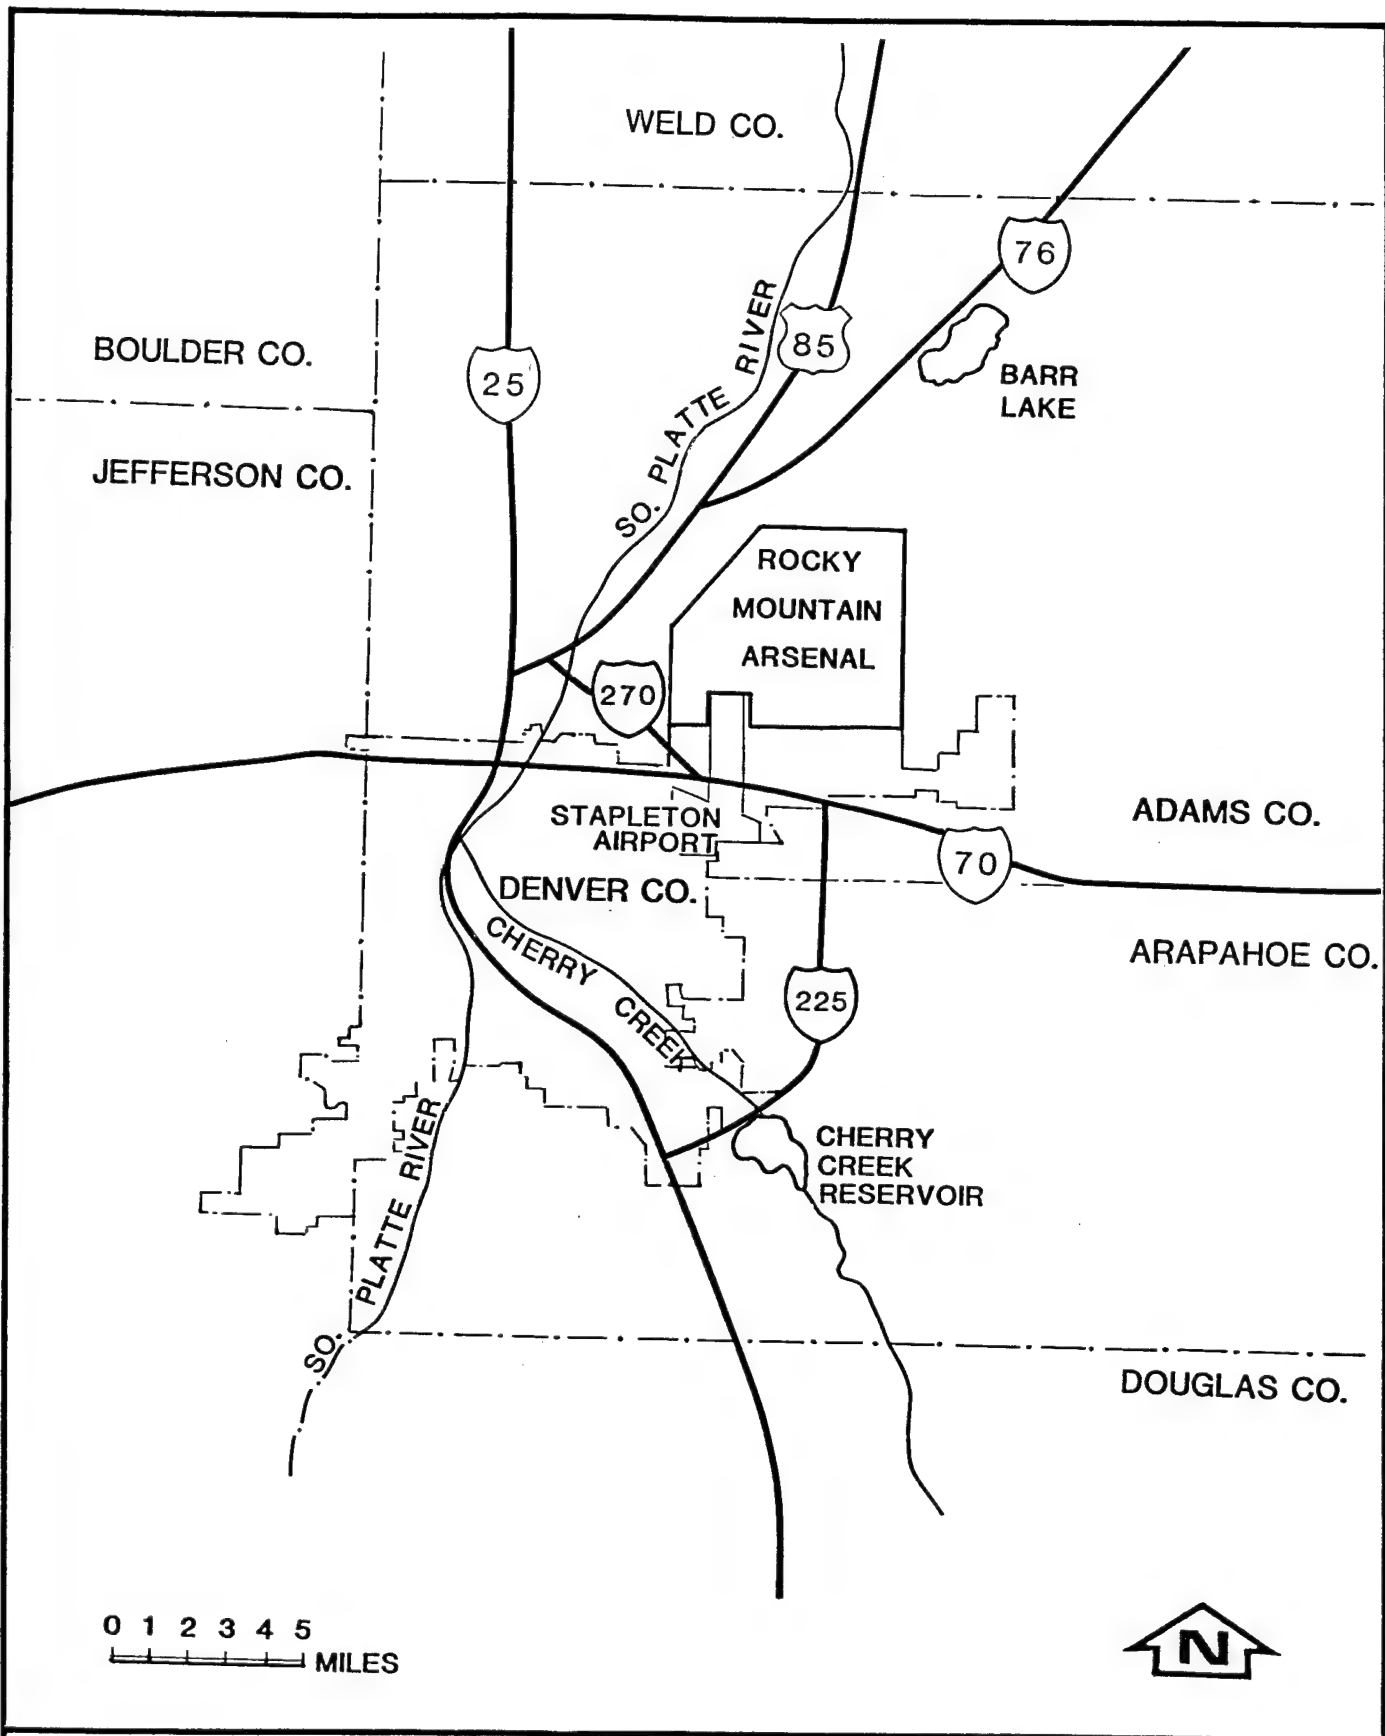 WELD CO.
76
SO. PLATTE RIVER
85
BOULDER CO.
25
BARR
LAKE
JEFFERSON CO.
ROCKY
MOUNTAIN
ARSENAL
270
STAPLETON
AIRPORT
ADAMS CO.
70
DENVER CO.
CHERRY CREEK
ARAPAHOE CO.
225
CHERRY
CREEK
RESERVOIR
SO. PLATTE RIVER
DOUGLAS CO.
0 1 2 3 4 5
MILES
N